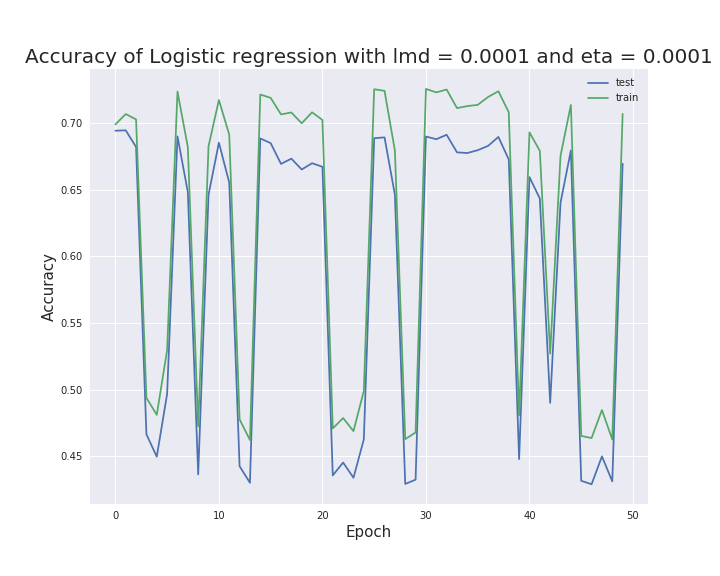 Accuracy of Logistic regression with lmd = 0.0001 and eta = 0.0001
test
train
0.70
0.65
0.60
0.55
0.50
0.45
Accuracy
0 10 20 30 40 50
Epoch